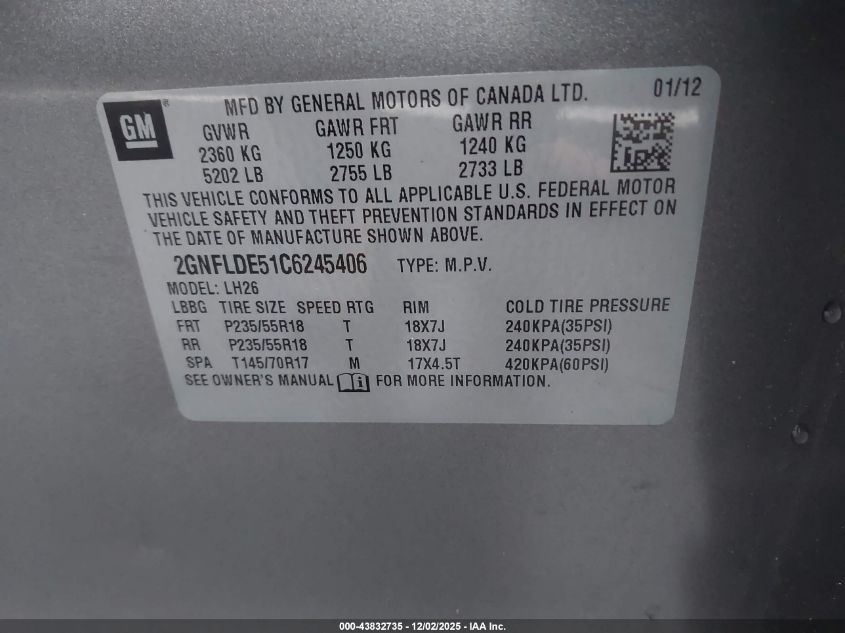 GM®
MFD BY GENERAL MOTORS OF CANADA LTD. 01/12
GVWR GAWR FRT GAWR RR
2360 KG 1250 KG 1240 KG
5202 LB 2755 LB 2733 LB
THIS VEHICLE CONFORMS TO ALL APPLICABLE U.S. FEDERAL MOTOR
VEHICLE SAFETY AND THEFT PREVENTION STANDARDS IN EFFECT ON
THE DATE OF MANUFACTURE SHOWN ABOVE.
2GNFLDE51C6245406 TYPE: M.P.V.
MODEL: LH26
LBBG TIRE SIZE SPEED RTG RIM COLD TIRE PRESSURE
FRT P235/55R18 T 18X7J 240KPA(35PSI)
RR P235/55R18 T 18X7J 240KPA(35PSI)
SPA T145/70R17 M 17X4.5T 420KPA(60PSI)
SEE OWNER'S MANUAL FOR MORE INFORMATION.
000-43832735 - 12/02/2025 - IAA Inc.